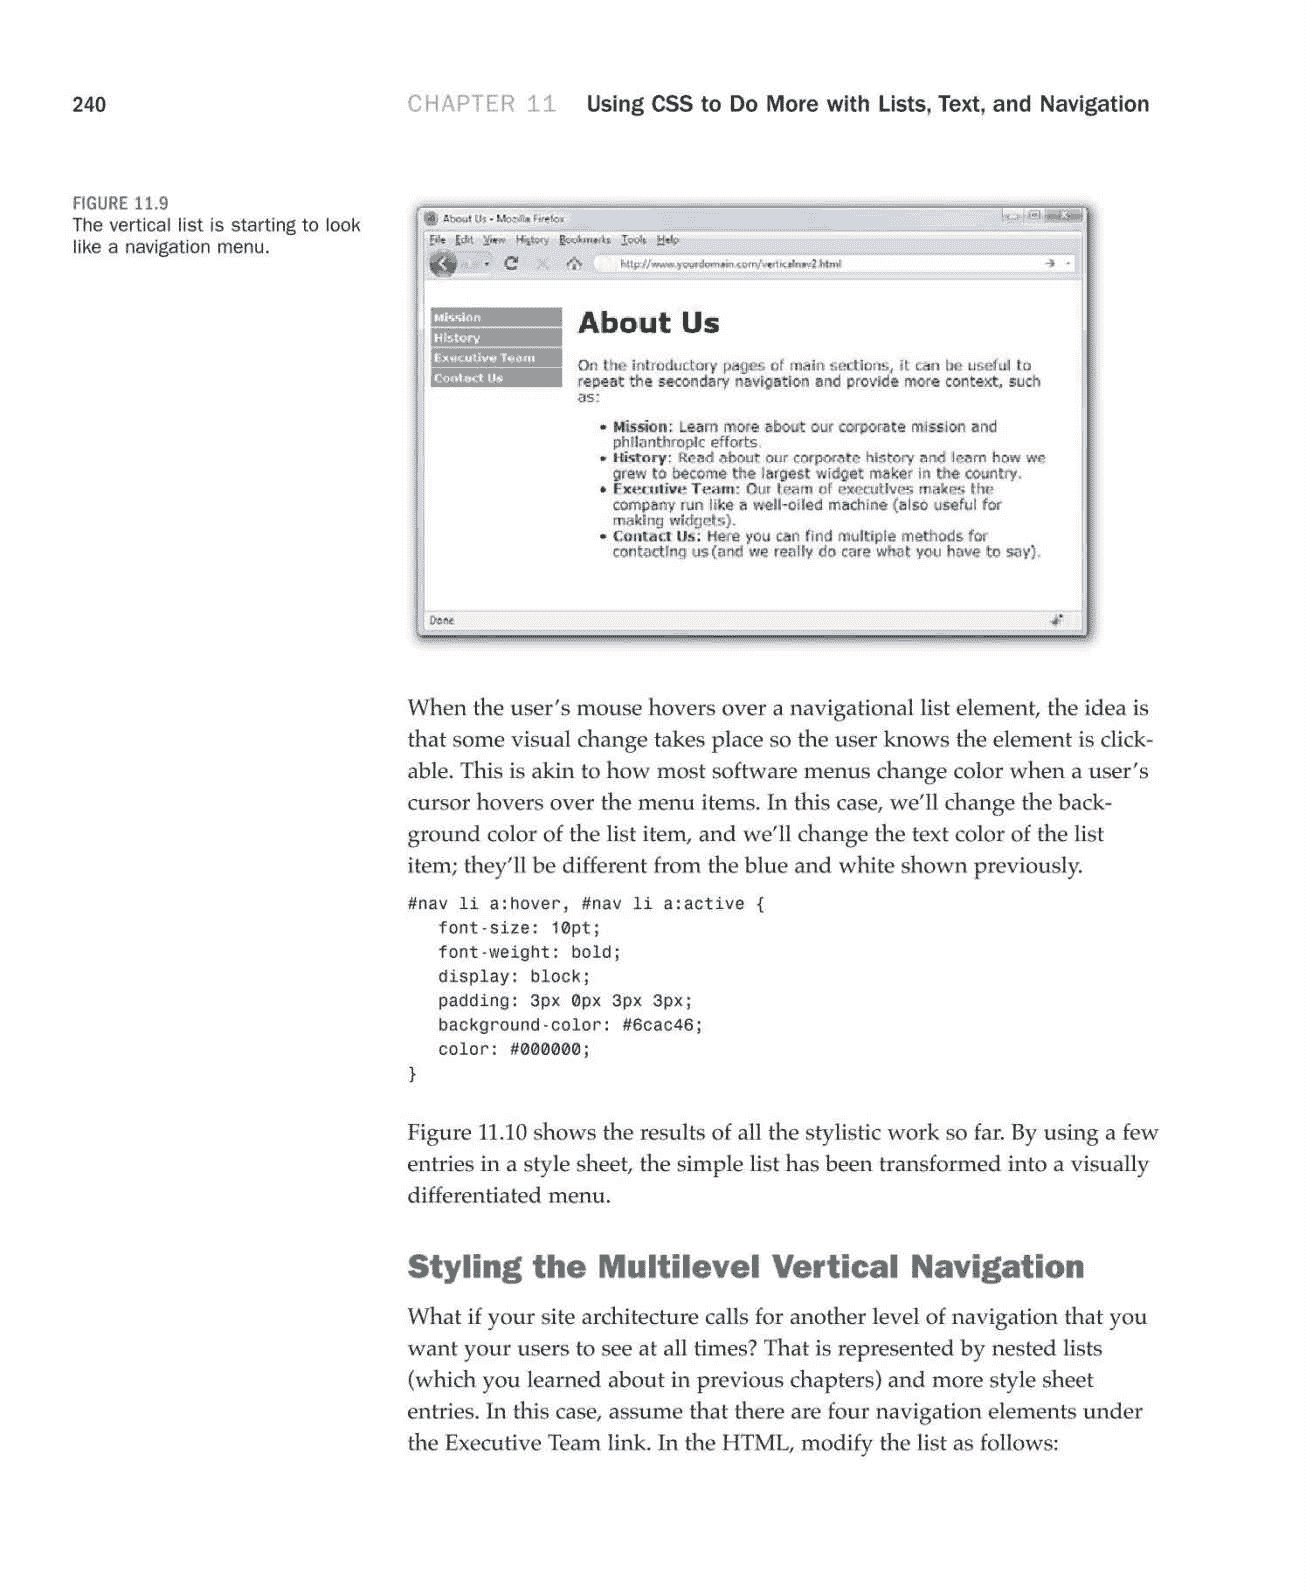 240
CHAPTER 11 Using CSS to Do More with Lists, Text, and Navigation
FIGURE 11.9
The vertical list is starting to look
like a navigation menu.
About Us - Mozilla Firefox
File Edit View History Bookmarks Tools Help
http://www.yourdomain.com/verticalnav2.html
Mission
History
Executive Team
Contact Us
About Us
On the introductory pages of main sections, it can be useful to
repeat the secondary navigation and provide more context, such
as:
• Mission: Learn more about our corporate mission and
philanthropic efforts.
• History: Read about our corporate history and learn how we
grew to become the largest widget maker in the country.
• Executive Team: Our team of executives makes the
company run like a well-oiled machine (also useful for
making widgets).
• Contact Us: Here you can find multiple methods for
contacting us (and we really do care what you have to say).
Done
When the user's mouse hovers over a navigational list element, the idea is
that some visual change takes place so the user knows the element is click-
able. This is akin to how most software menus change color when a user's
cursor hovers over the menu items. In this case, we'll change the back-
ground color of the list item, and we'll change the text color of the list
item; they'll be different from the blue and white shown previously.
#nav li a:hover, #nav li a:active {
font-size: 10pt;
font-weight: bold;
display: block;
padding: 3px 0px 3px 3px;
background-color: #6cac46;
color: #000000;
}
Figure 11.10 shows the results of all the stylistic work so far. By using a few
entries in a style sheet, the simple list has been transformed into a visually
differentiated menu.
Styling the Multilevel Vertical Navigation
What if your site architecture calls for another level of navigation that you
want your users to see at all times? That is represented by nested lists
(which you learned about in previous chapters) and more style sheet
entries. In this case, assume that there are four navigation elements under
the Executive Team link. In the HTML, modify the list as follows: